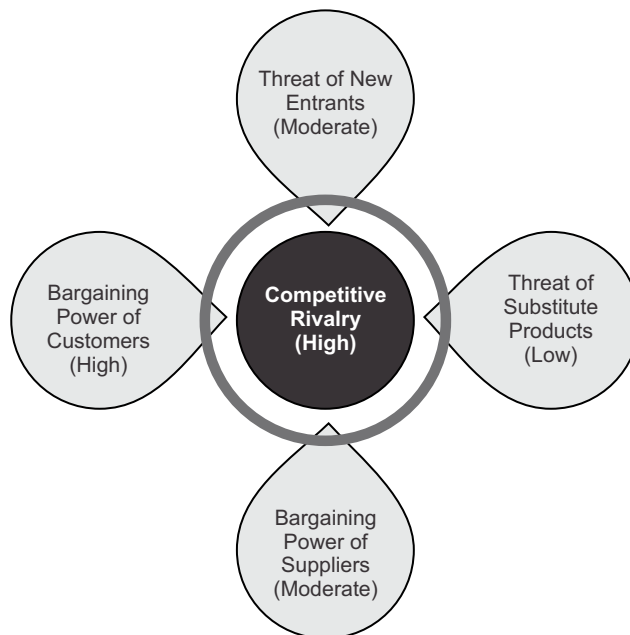 Threat of New
Entrants
(Moderate)
Bargaining
Power of
Customers
(High)
Competitive
Rivalry
(High)
Threat of
Substitute
Products
(Low)
Bargaining
Power of
Suppliers
(Moderate)